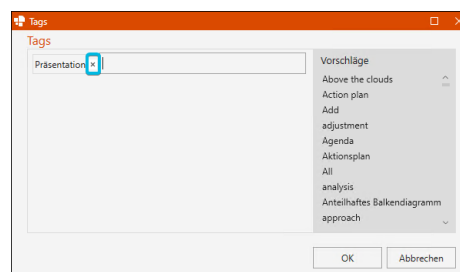 Tags
Tags
Präsentation ×
Vorschläge
Above the clouds
Action plan
Add
adjustment
Agenda
Aktionsplan
All
analysis
Anteilhaftes Balkendiagramm
approach
OK
Abbrechen